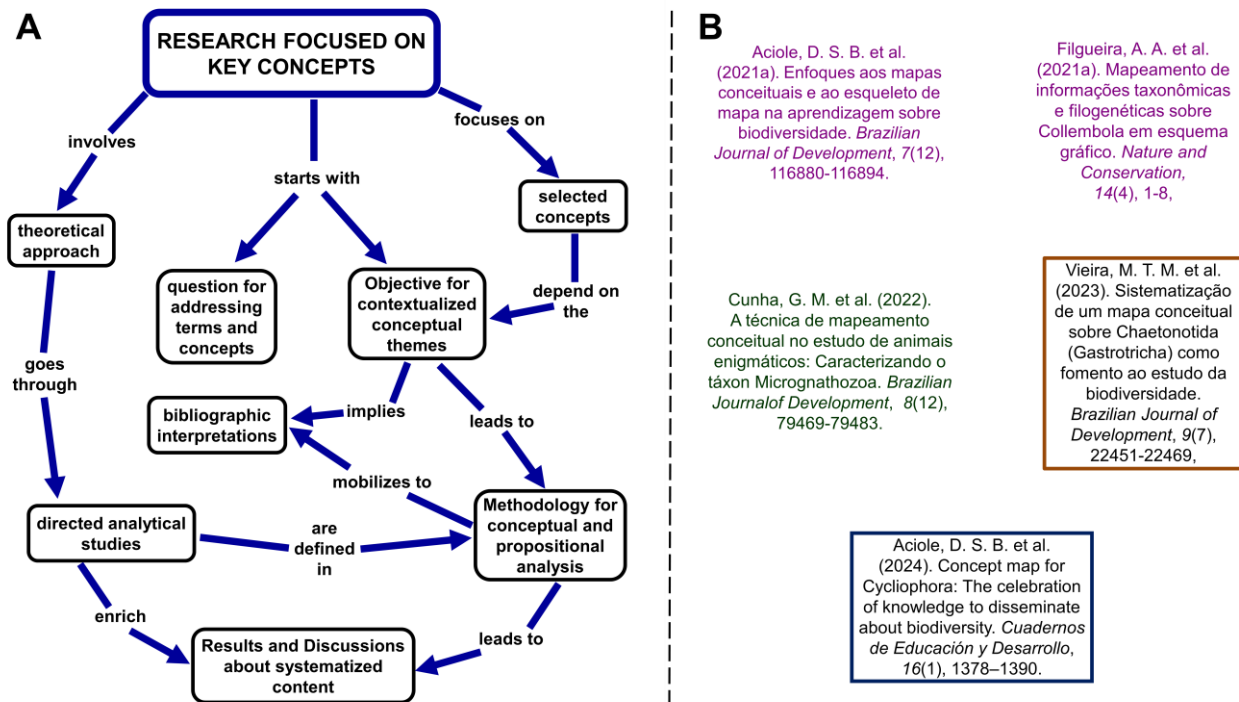 A
RESEARCH FOCUSED ON
KEY CONCEPTS
involves
focuses on
starts with
selected
concepts
theoretical
approach
question for
addressing
terms and
concepts
Objective for
contextualized
conceptual
themes
depend on
the
goes
through
bibliographic
interpretations
implies
leads to
mobilizes to
directed analytical
studies
are
defined
in
Methodology for
conceptual and
propositional
analysis
enrich
Results and Discussions
about systematized
content
leads to
B
Aciole, D. S. B. et al.
(2021a). Enfoques aos mapas
conceituais e ao esqueleto de
mapa na aprendizagem sobre
biodiversidade. Brazilian
Journal of Development, 7(12),
116880-116894.
Filgueira, A. A. et al.
(2021a). Mapeamento de
informações taxonômicas
e filogenéticas sobre
Collembola em esquema
gráfico. Nature and
Conservation,
14(4), 1-8,
Cunha, G. M. et al. (2022).
A técnica de mapeamento
conceitual no estudo de animais
enigmáticos: Caracterizando o
táxon Micrognathozoa. Brazilian
Journalof Development, 8(12),
79469-79483.
Vieira, M. T. M. et al.
(2023). Sistematização
de um mapa conceitual
sobre Chaetonotida
(Gastrotricha) como
fomento ao estudo da
biodiversidade.
Brazilian Journal of
Development, 9(7),
22451-22469,
Aciole, D. S. B. et al.
(2024). Concept map for
Cycliophora: The celebration
of knowledge to disseminate
about biodiversity. Cuadernos
de Educación y Desarrollo,
16(1), 1378–1390.